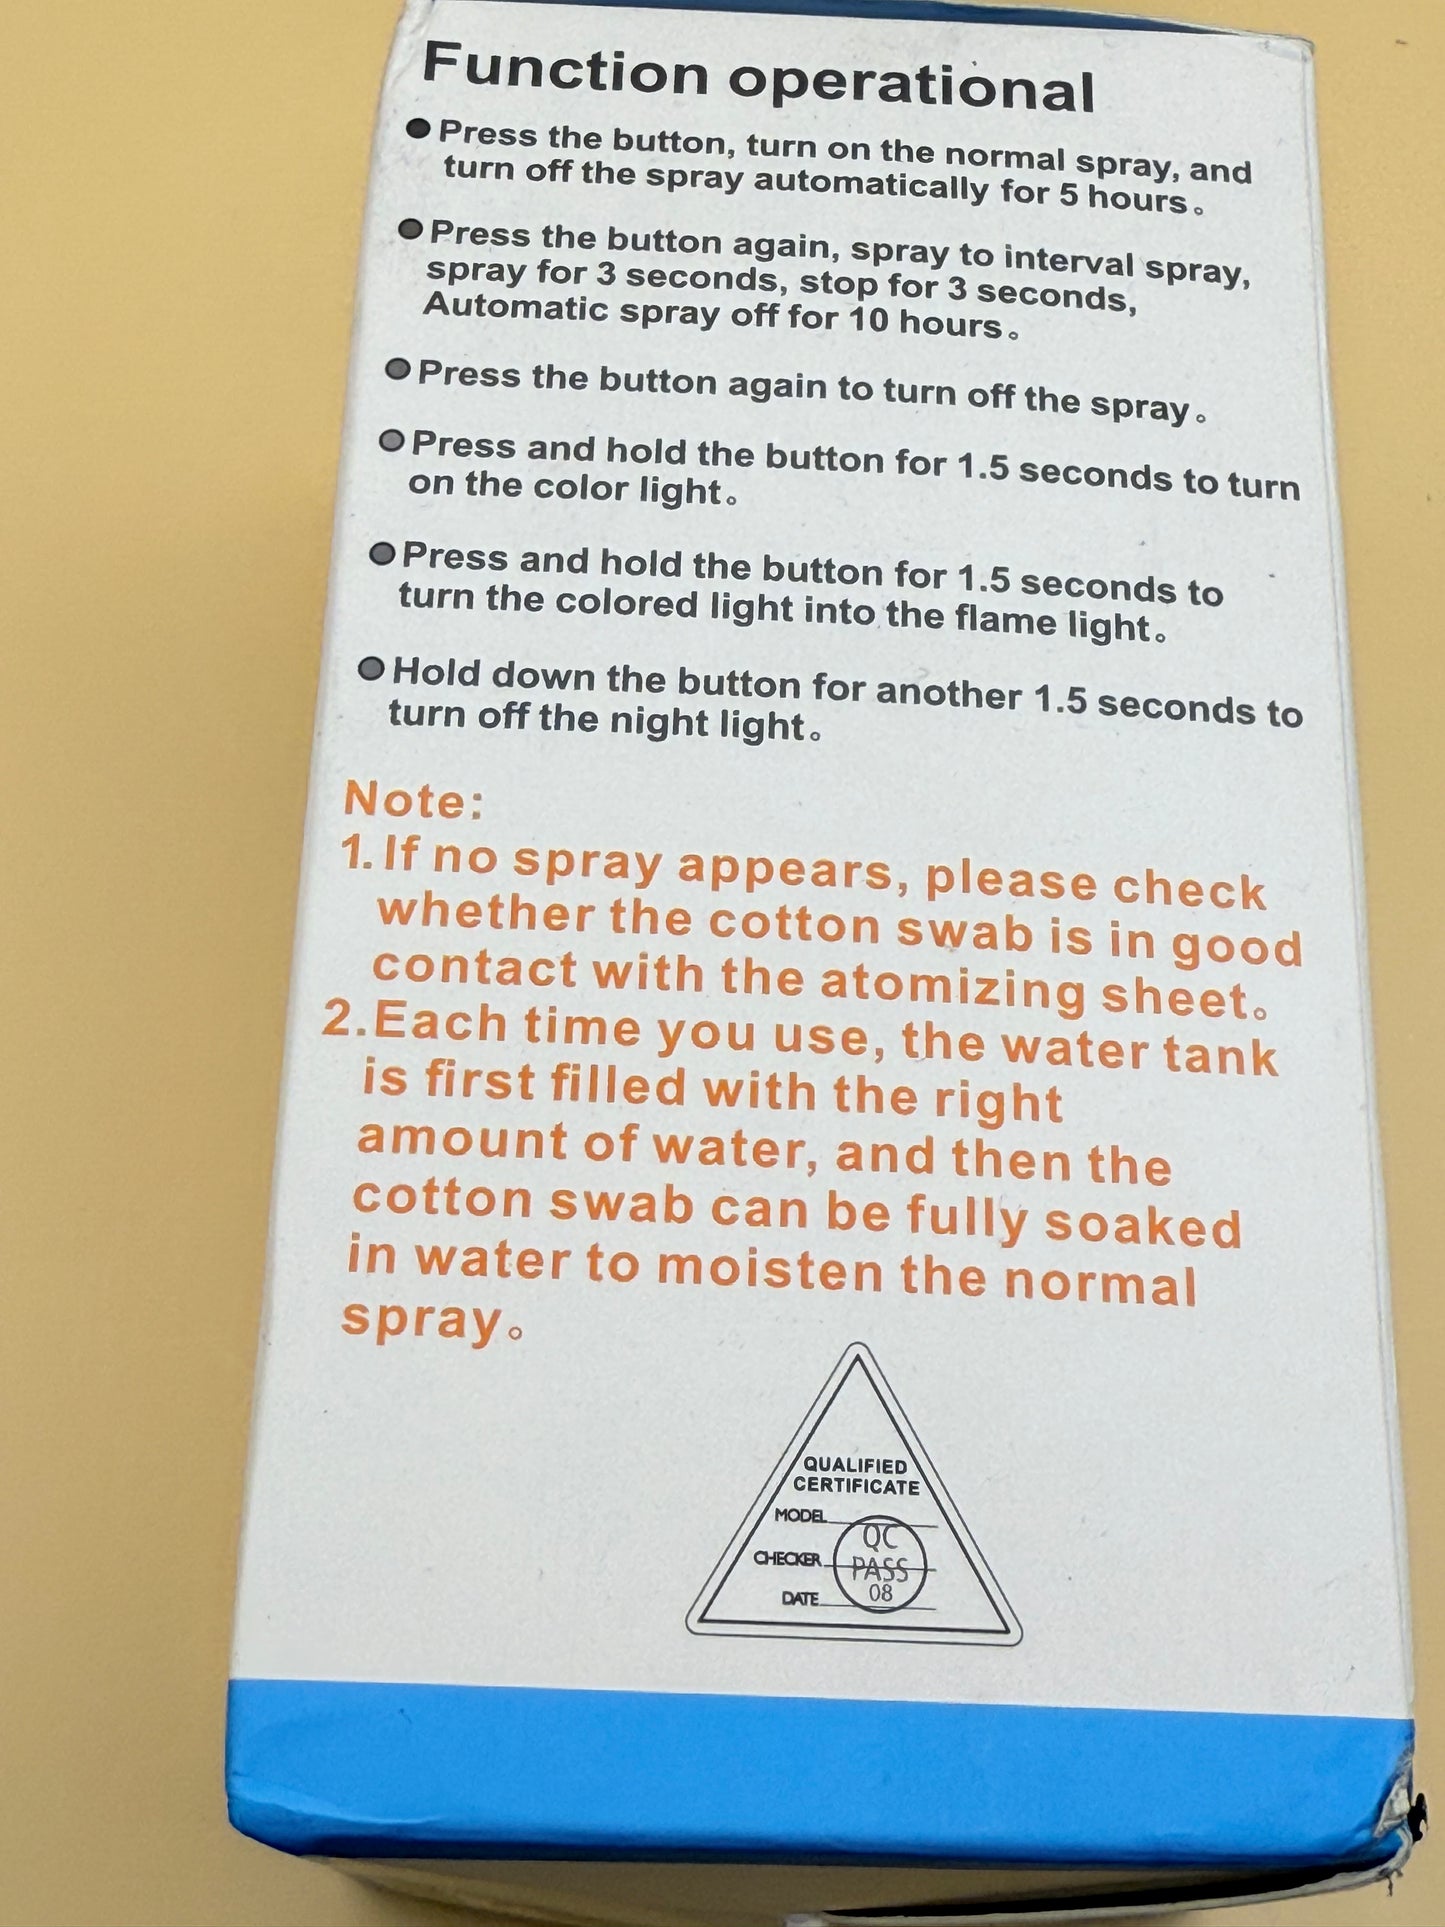 Function operational
● Press the button, turn on the normal spray, and
turn off the spray automatically for 5 hours。
● Press the button again, spray to interval spray,
spray for 3 seconds, stop for 3 seconds,
Automatic spray off for 10 hours。
● Press the button again to turn off the spray。
● Press and hold the button for 1.5 seconds to turn
on the color light。
● Press and hold the button for 1.5 seconds to
turn the colored light into the flame light。
● Hold down the button for another 1.5 seconds to
turn off the night light。
Note:
1. If no spray appears, please check
whether the cotton swab is in good
contact with the atomizing sheet。
2.Each time you use, the water tank
is first filled with the right
amount of water, and then the
cotton swab can be fully soaked
in water to moisten the normal
spray。
QUALIFIED
CERTIFICATE
MODEL
CHECKER
DATE
QC
PASS
08